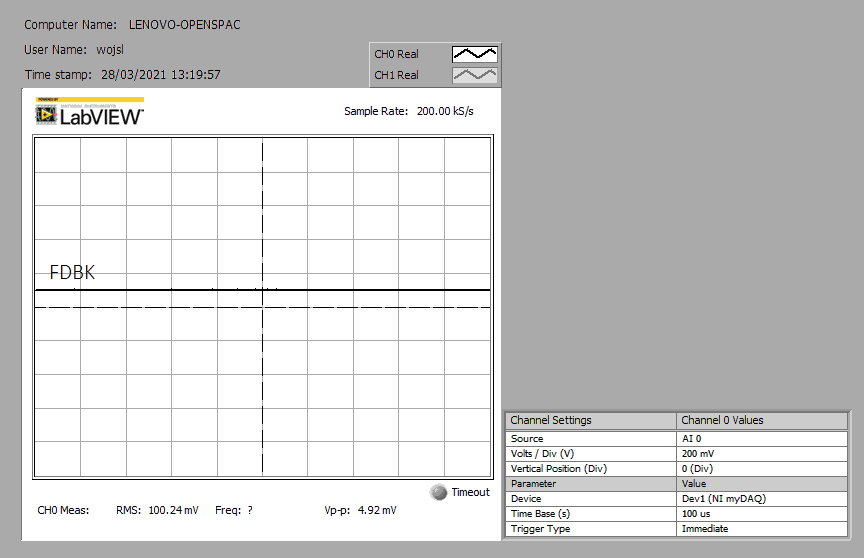 Computer Name: LENOVO-OPENSPAC
User Name: wojsl
Time stamp: 28/03/2021 13:19:57
CH0 Real
CH1 Real
LabVIEW™
Sample Rate: 200.00 kS/s
FDBK
Timeout
CH0 Meas: RMS: 100.24 mV Freq: ? Vp-p: 4.92 mV
Channel Settings Channel 0 Values
Source AI 0
Volts / Div (V) 200 mV
Vertical Position (Div) 0 (Div)
Parameter Value
Device Dev1 (NI myDAQ)
Time Base (s) 100 us
Trigger Type Immediate